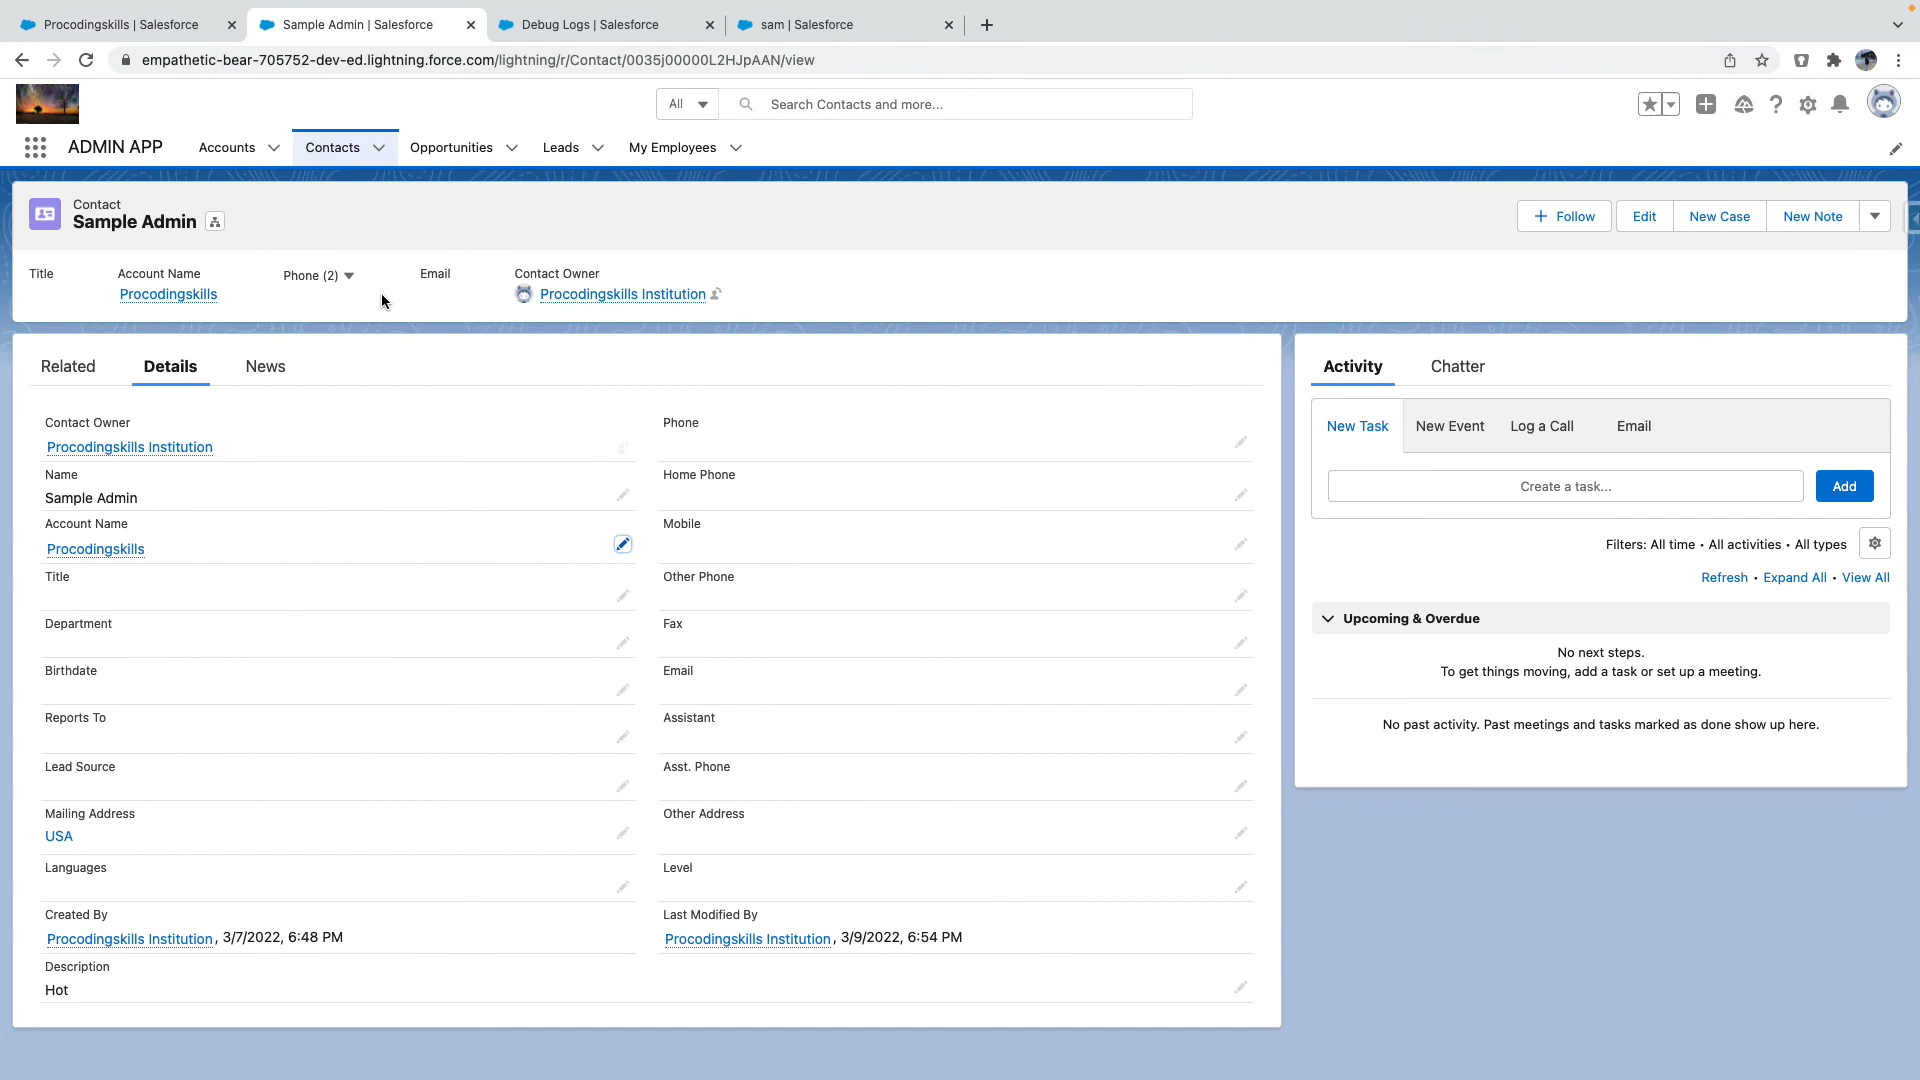 Procodingskills | Salesforce
Sample Admin | Salesforce
Debug Logs | Salesforce
sam | Salesforce
empathetic-bear-705752-dev-ed.lightning.force.com/lightning/r/Contact/0035j00000L2HJpAAN/view
All
Search Contacts and more...
ADMIN APP
Accounts
Contacts
Opportunities
Leads
My Employees
Contact
Sample Admin
Follow
Edit
New Case
New Note
Title
Account Name
Procodingskills
Phone (2)
Email
Contact Owner
Procodingskills Institution
Related
Details
News
Contact Owner
Procodingskills Institution
Name
Sample Admin
Account Name
Procodingskills
Title
Department
Birthdate
Reports To
Lead Source
Mailing Address
USA
Languages
Created By
Procodingskills Institution, 3/7/2022, 6:48 PM
Description
Hot
Phone
Home Phone
Mobile
Other Phone
Fax
Email
Assistant
Asst. Phone
Other Address
Level
Last Modified By
Procodingskills Institution, 3/9/2022, 6:54 PM
Activity
Chatter
New Task
New Event
Log a Call
Email
Create a task...
Add
Filters: All time • All activities • All types
Refresh • Expand All • View All
Upcoming & Overdue
No next steps.
To get things moving, add a task or set up a meeting.
No past activity. Past meetings and tasks marked as done show up here.